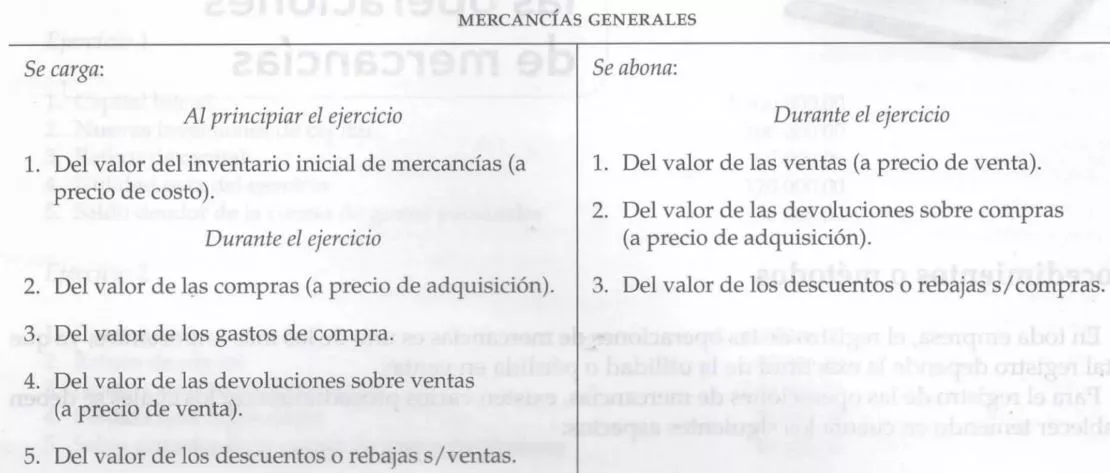 MERCANCÍAS GENERALES
Se carga:
Al principiar el ejercicio
1. Del valor del inventario inicial de mercancías (a
precio de costo).
Durante el ejercicio
2. Del valor de las compras (a precio de adquisición).
3. Del valor de los gastos de compra.
4. Del valor de las devoluciones sobre ventas
(a precio de venta).
5. Del valor de los descuentos o rebajas s/ventas.
Se abona:
Durante el ejercicio
1. Del valor de las ventas (a precio de venta).
2. Del valor de las devoluciones sobre compras
(a precio de adquisición).
3. Del valor de los descuentos o rebajas s/compras.